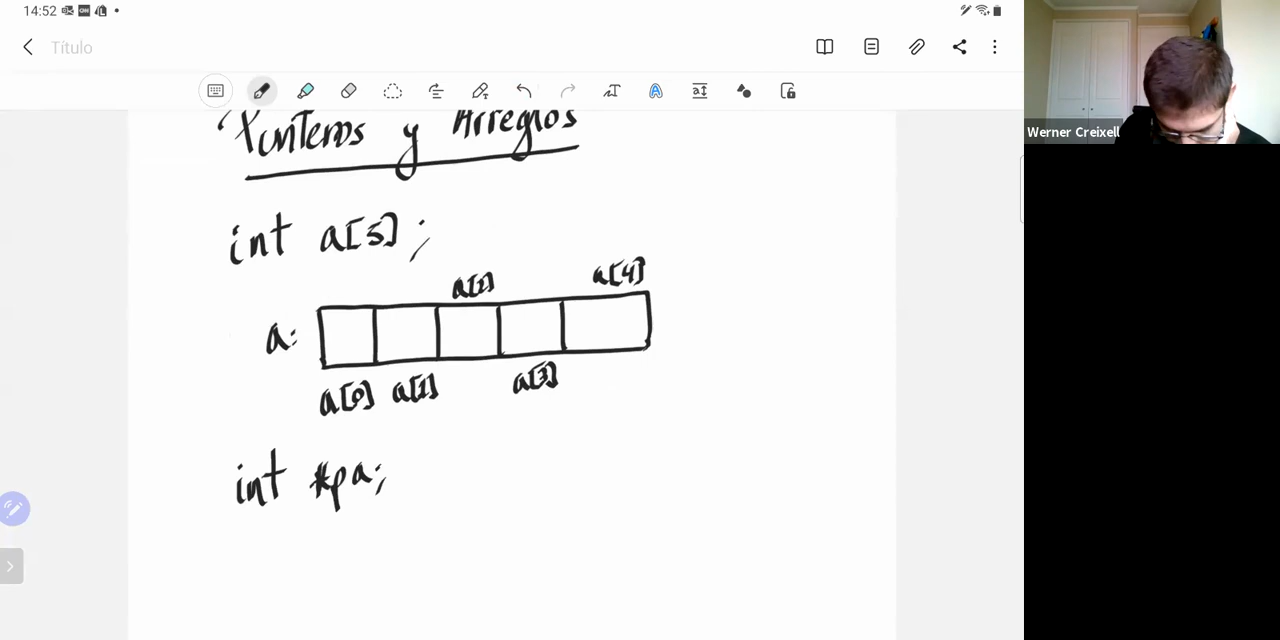 14:52
Título
Punteros y Arreglos
int a[5];
a[2] a[4]
a:
a[0] a[1] a[3]
int *pa;
Werner Creixell